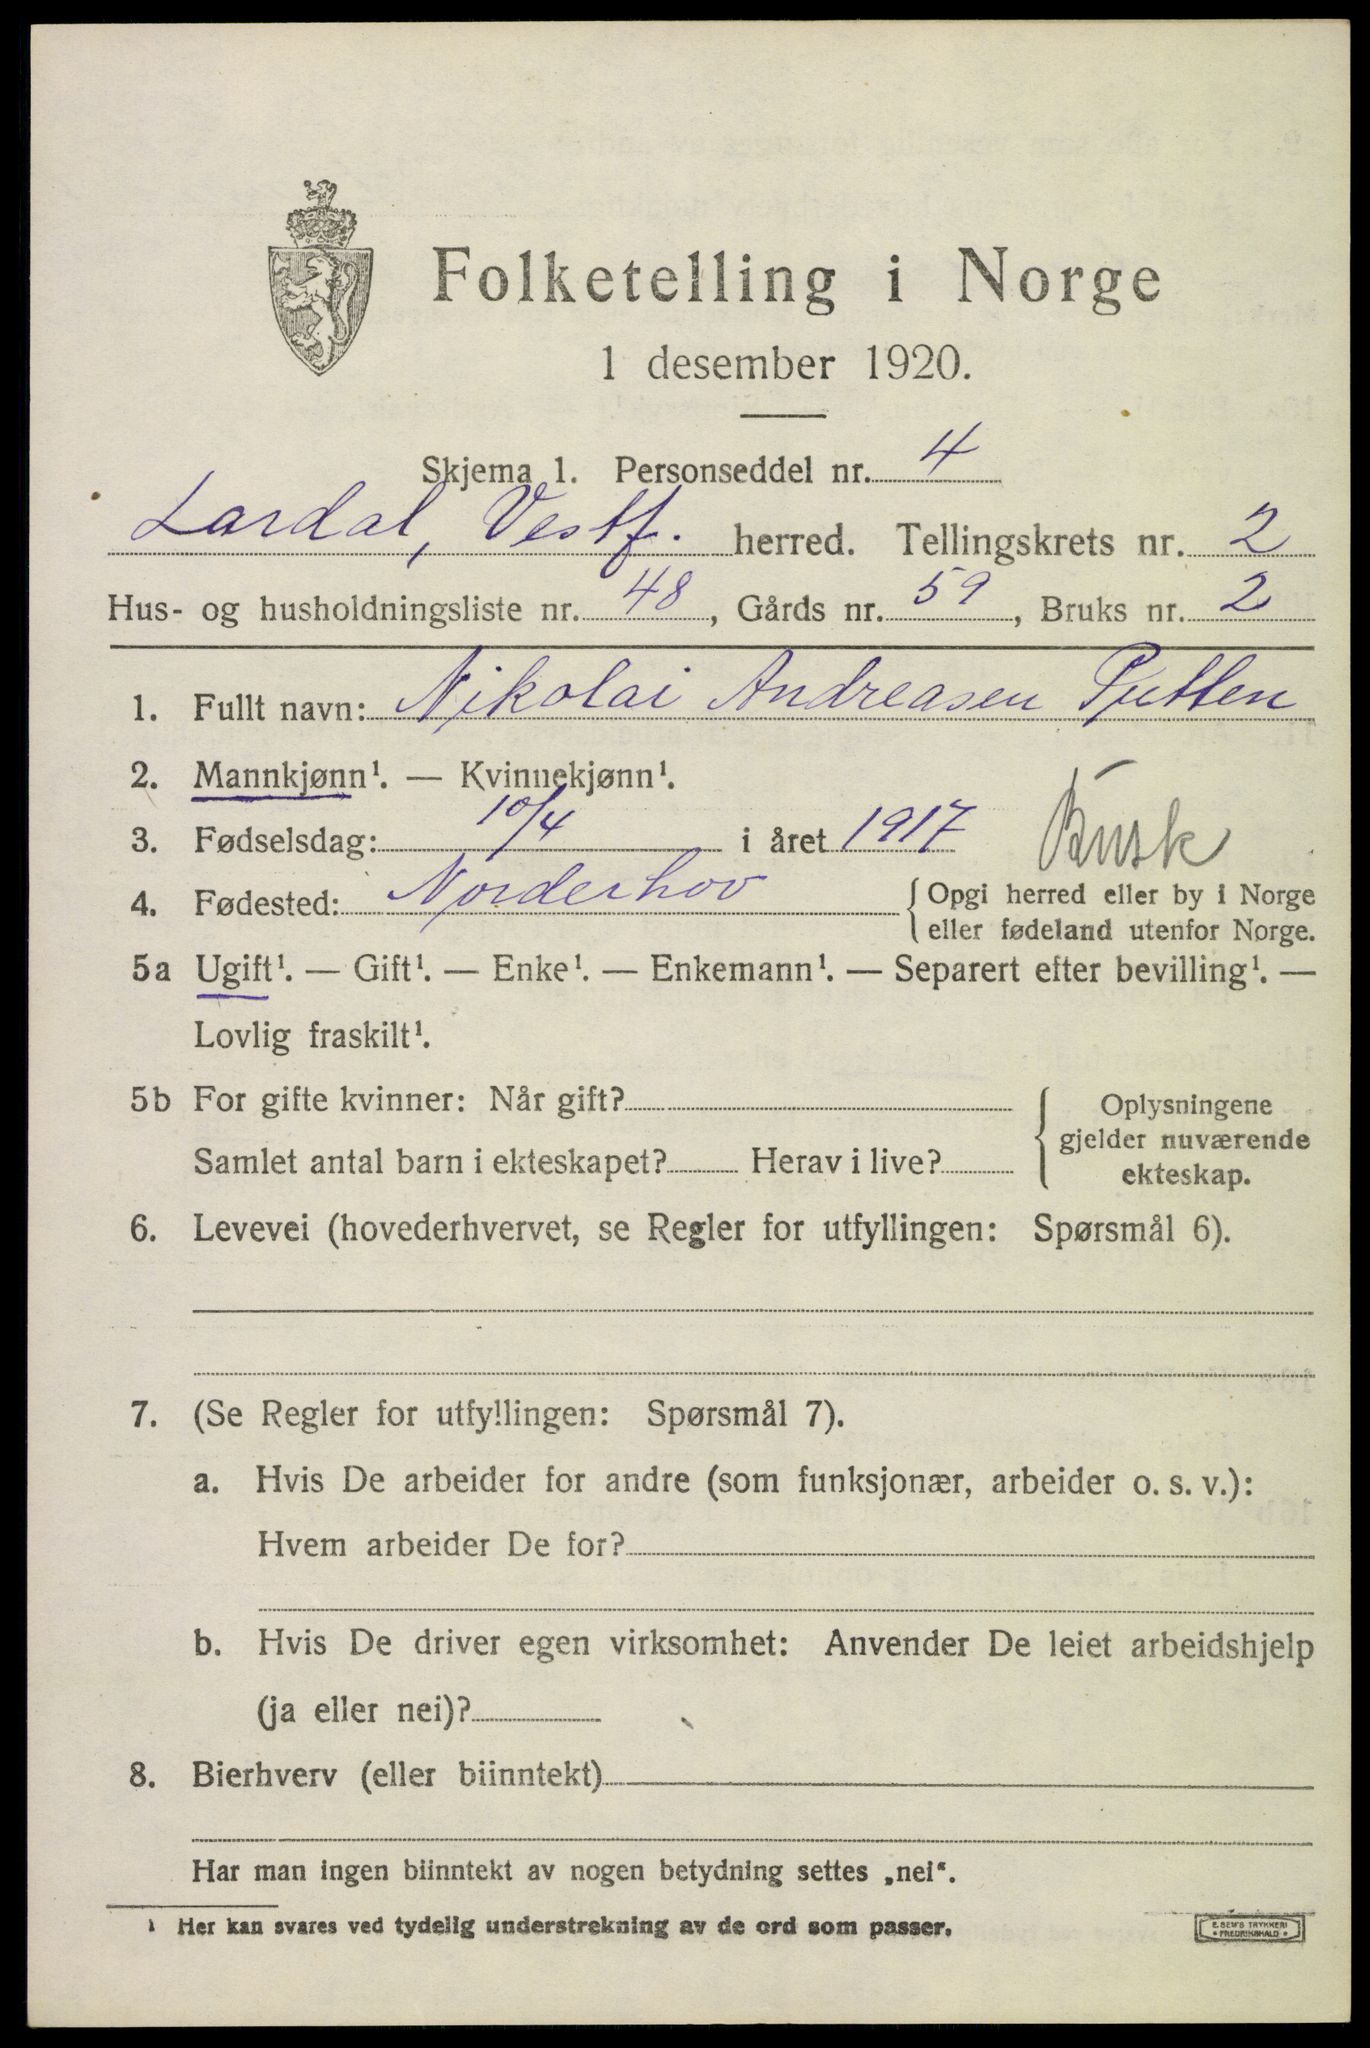 Folketelling i Norge
1 desember 1920.
Skjema 1. Personseddel nr. 4
Lardal, Vestf. herred. Tellingskrets nr. 2
Hus- og husholdningsliste nr. 48, Gårds nr. 59, Bruks nr. 2
1. Fullt navn: Nikolai Andreasen
2. Mannkjønn¹. — Kvinnekjønn¹.
3. Fødselsdag: 10/4 i året 1917 Busk
4. Fødested: Norderhov { Opgi herred eller by i Norge
eller fødeland utenfor Norge.
5a Ugift¹. — Gift¹. — Enke¹. — Enkemann¹. — Separert efter bevilling¹. —
Lovlig fraskilt¹.
5b For gifte kvinner: Når gift? { Oplysningene
gjelder nuværende
Samlet antal barn i ekteskapet? Herav i live?
ekteskap.
6. Levevei (hovederhvervet, se Regler for utfyllingen: Spørsmål 6).
7. (Se Regler for utfyllingen: Spørsmål 7).
a. Hvis De arbeider for andre (som funksjonær, arbeider o. s. v.):
Hvem arbeider De for?
b. Hvis De driver egen virksomhet: Anvender De leiet arbeidshjelp
(ja eller nei)?
8. Bierhverv (eller biinntekt)
Har man ingen biinntekt av nogen betydning settes „nei“.
¹ Her kan svares ved tydelig understrekning av de ord som passer.
E. SEM'S TRYKKERI
FREDRIKSHALD